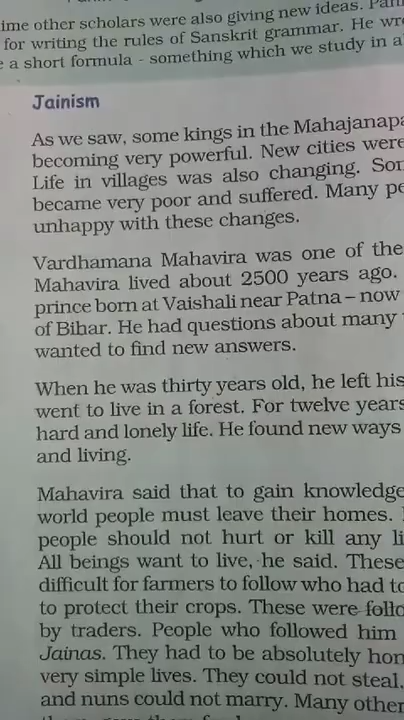 ime other scholars were also giving new ideas.
for writing the rules of Sanskrit grammar. He
a short formula - something which we study in
Jainism
As we saw, some kings in the Mahajanapa
becoming very powerful. New cities were
Life in villages was also changing.
became very poor and suffered. Many
unhappy with these changes.
Vardhamana Mahavira was one of the
Mahavira lived about 2500 years ago.
prince born at Vaishali near Patna – now
of Bihar. He had questions about many
wanted to find new answers.
When he was thirty years old, he left his
went to live in a forest. For twelve years
hard and lonely life. He found new ways
and living.
Mahavira said that to gain knowledge
world people must leave their homes.
people should not hurt or kill any
All beings want to live, he said. These
difficult for farmers to follow who had
to protect their crops. These were
by traders. People who followed him
Jainas. They had to be absolutely
very simple lives. They could not steal.
and nuns could not marry. Many other